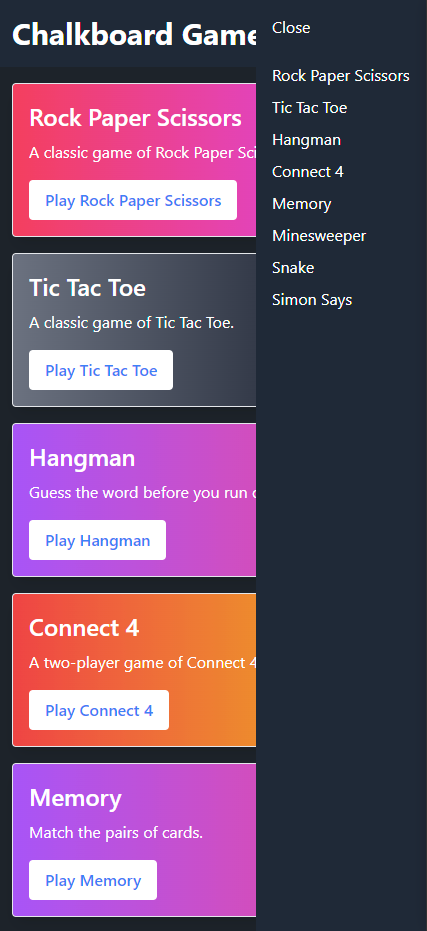 Chalkboard Game
Rock Paper Scissors
A classic game of Rock Paper Sci
Play Rock Paper Scissors
Tic Tac Toe
A classic game of Tic Tac Toe.
Play Tic Tac Toe
Hangman
Guess the word before you run
Play Hangman
Connect 4
A two-player game of Connect 4
Play Connect 4
Memory
Match the pairs of cards.
Play Memory
Close
Rock Paper Scissors
Tic Tac Toe
Hangman
Connect 4
Memory
Minesweeper
Snake
Simon Says